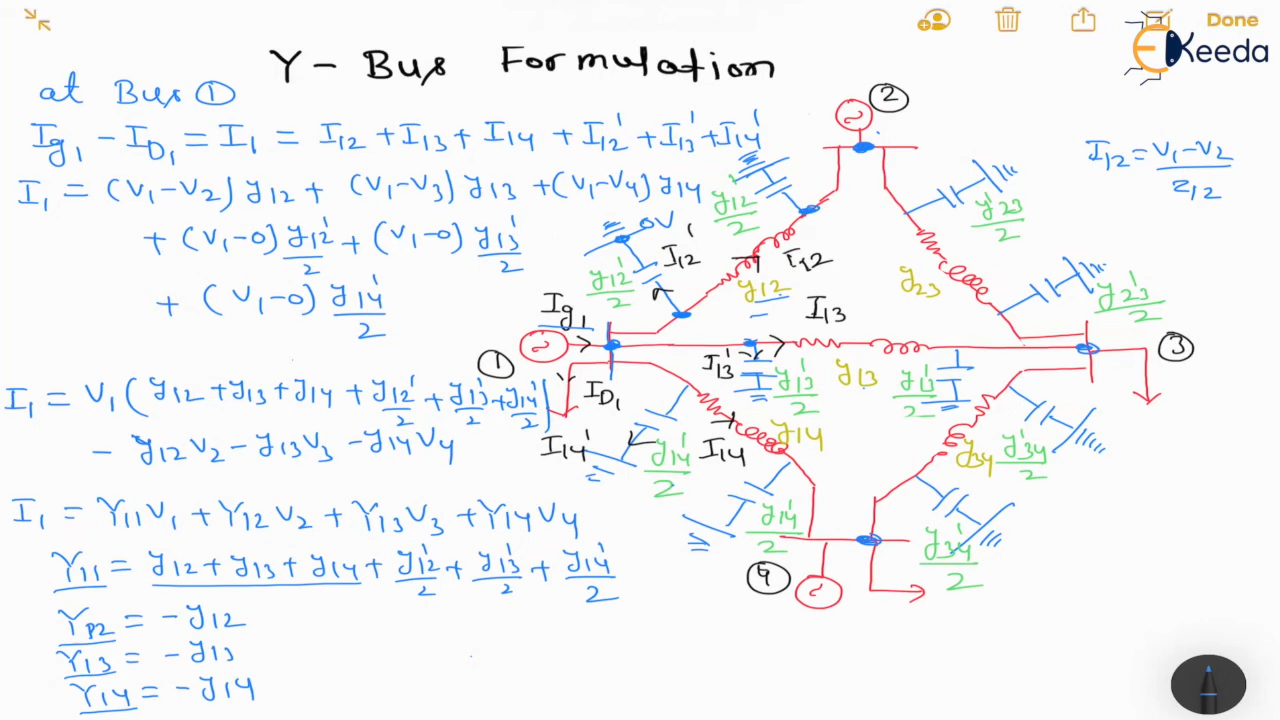 Done
EKeeda
Y - Bus Formulation
at Bus ①
Ig1 - ID1 = I1 = I12 + I13 + I14 + I12' + I13' + I14'
I1 = (V1-V2) y12 + (V1-V3) y13 + (V1-V4) y14
+ (V1-0) y12'/2 + (V1-0) y13'/2
+ (V1-0) y14'/2
I1 = V1 (y12 + y13 + y14 + y12'/2 + y13'/2 + y14'/2)
- y12V2 - y13V3 - y14V4
I1 = Y11V1 + Y12V2 + Y13V3 + Y14V4
Y11 = y12 + y13 + y14 + y12'/2 + y13'/2 + y14'/2
Y12 = -y12
Y13 = -y13
Y14 = -y14
I12 = V1-V2/Z12
②
y12'/2
y23'/2
0V
I12'
I12
y12'/2
y12
y23
y23'/2
Ig1
I13
①
③
I13'
ID1
y13'/2
y13
y13'/2
I14'
y14'/2
I14
y14
y34
y34'/2
y14'/2
y34'/2
④